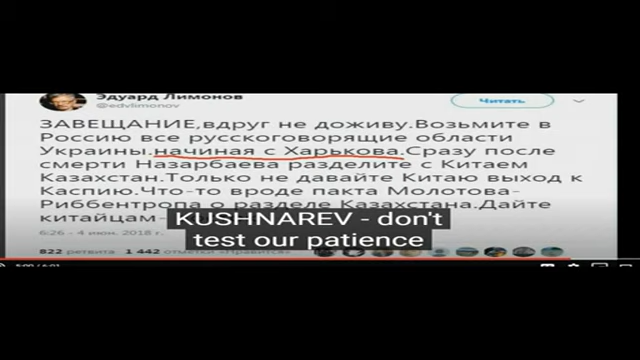 Эдуард Лимонов
@edvlimonov
Читать
ЗАВЕЩАНИЕ,вдруг не доживу.Возьмите в
Россию все русскоговорящие области
Украины.начиная с Харькова.Сразу после
смерти Назарбаева разделите с Китаем
Казахстан.Только не давайте Китаю выход к
Каспию.Что-то вроде пакта Молотова-
Риббентропа о разделе Казахстана.Дайте
китайцам-
KUSHNAREV - don't
test our patience
6:26 - 4 июн. 2018 г.
822 ретвита 1 442 отметки «Нравится»